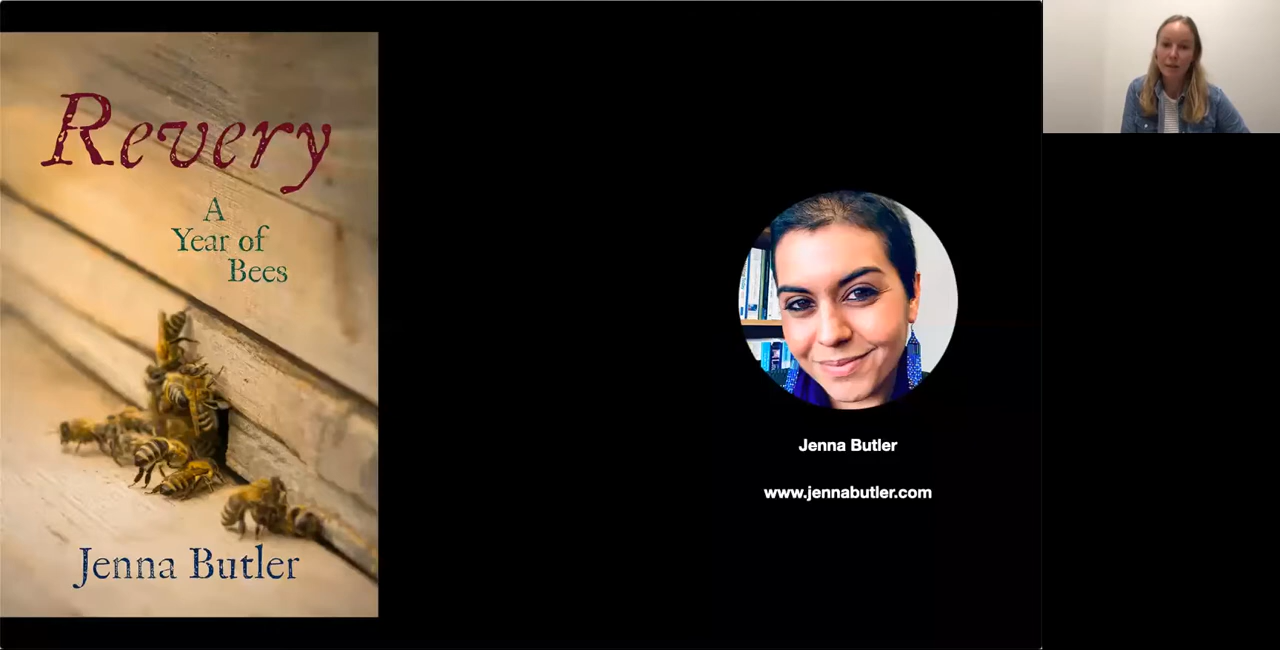 Revery
A
Year of
Bees
Jenna Butler
Jenna Butler
www.jennabutler.com